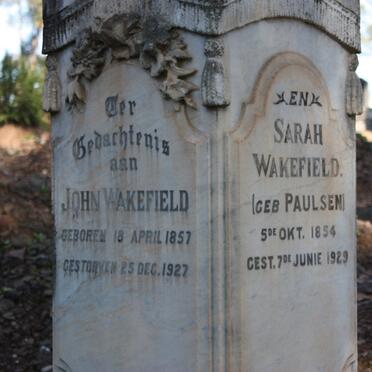 Ter
Gedachtenis
aan
JOHN WAKEFIELD
GEBOREN 18 APRIL 1857
GESTORVEN 25 DEC. 1927
EN
SARAH
WAKEFIELD.
(GEB PAULSEN)
5DE OKT. 1854
GEST. 7DE JUNIE 1929